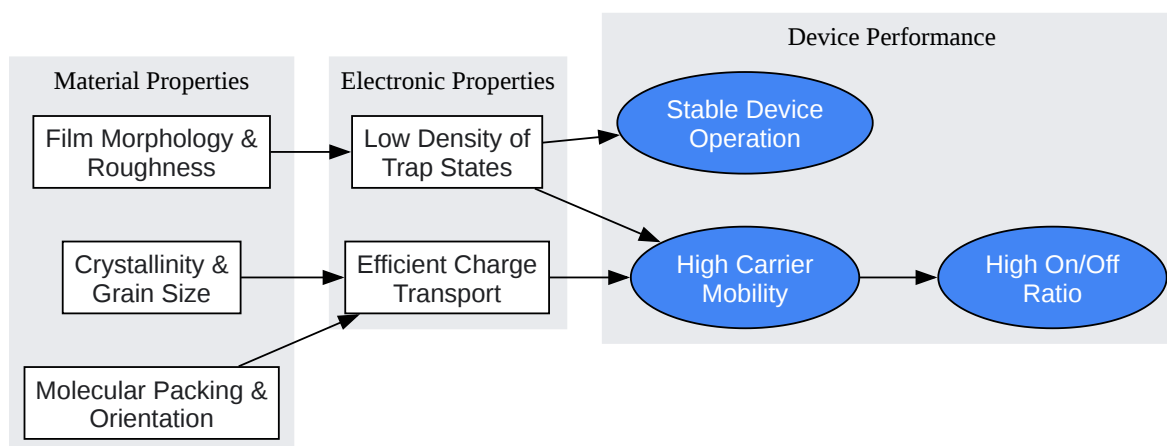 Material Properties
Film Morphology &
Roughness
Crystallinity &
Grain Size
Molecular Packing &
Orientation
Electronic Properties
Low Density of
Trap States
Efficient Charge
Transport
Device Performance
Stable Device
Operation
High Carrier
Mobility
High On/Off
Ratio